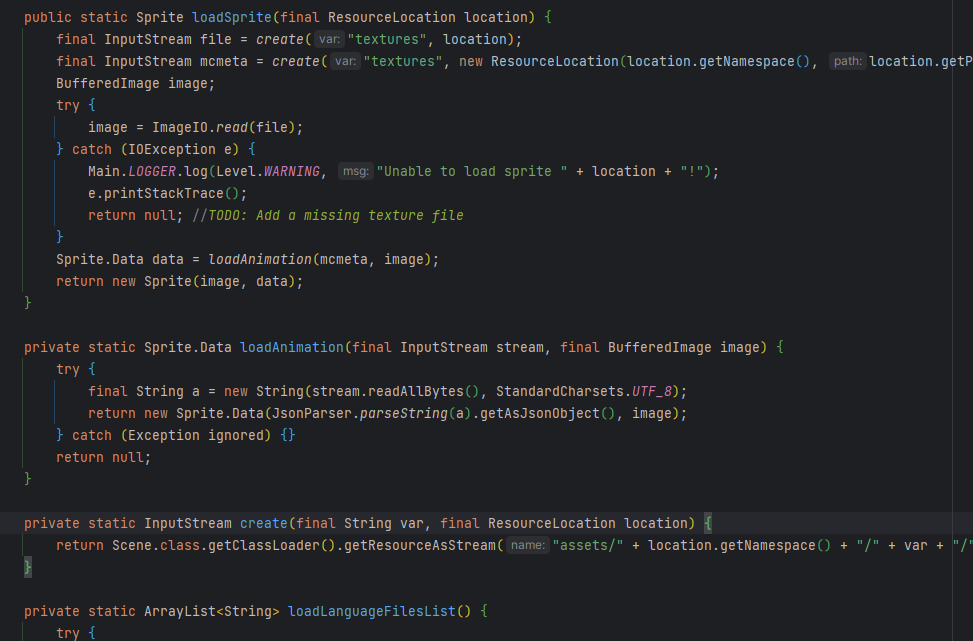 public static Sprite loadSprite(final ResourceLocation location) {
final InputStream file = create( var: "textures", location);
final InputStream mcmeta = create( var: "textures", new ResourceLocation(location.getNamespace(), path: location.getP
BufferedImage image;
try {
image = ImageIO.read(file);
} catch (IOException e) {
Main.LOGGER.log(Level.WARNING, msg: "Unable to load sprite " + location + "!");
e.printStackTrace();
return null; //TODO: Add a missing texture file
}
Sprite.Data data = loadAnimation(mcmeta, image);
return new Sprite(image, data);
}
private static Sprite.Data loadAnimation(final InputStream stream, final BufferedImage image) {
try {
final String a = new String(stream.readAllBytes(), StandardCharsets.UTF_8);
return new Sprite.Data(JsonParser.parseString(a).getAsJsonObject(), image);
} catch (Exception ignored) {}
return null;
}
private static InputStream create(final String var, final ResourceLocation location) {
return Scene.class.getClassLoader().getResourceAsStream( name: "assets/" + location.getNamespace() + "/" + var + "/"
}
private static ArrayList<String> loadLanguageFilesList() {
try {